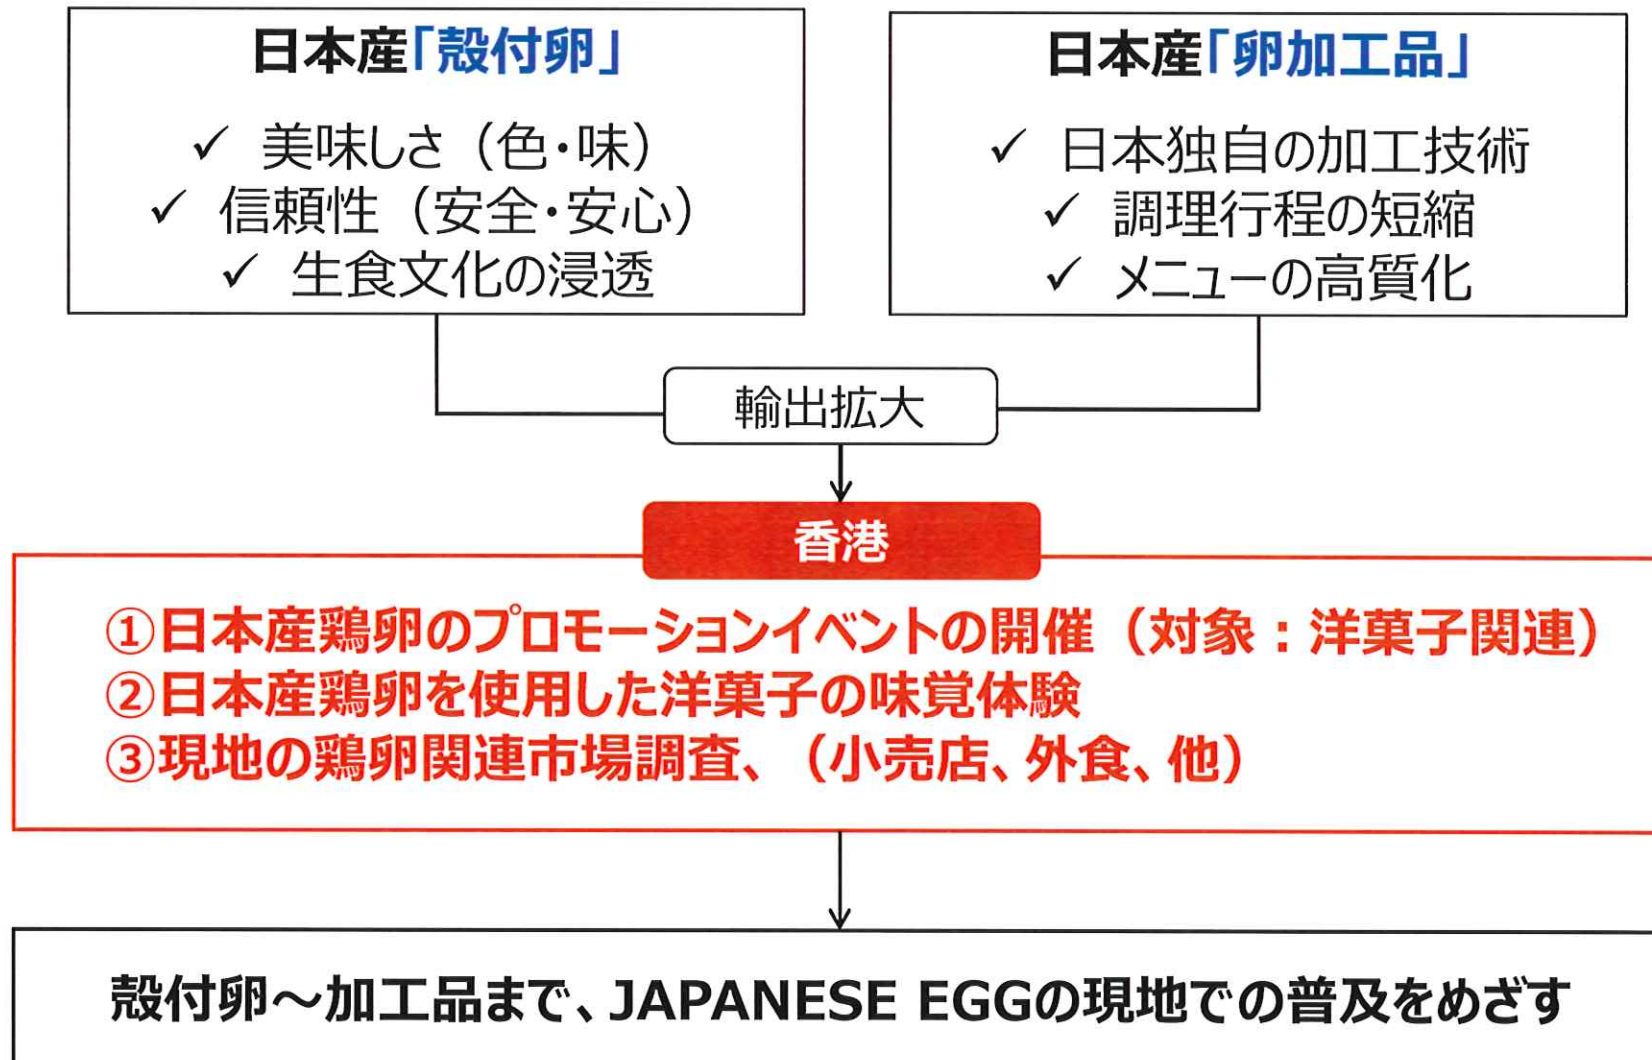 日本産「殻付卵」
✓ 美味しさ（色・味）
✓ 信頼性（安全・安心）
✓ 生食文化の浸透
日本産「卵加工品」
✓ 日本独自の加工技術
✓ 調理行程の短縮
✓ メニューの高質化
輸出拡大
香港
①日本産鶏卵のプロモーションイベントの開催（対象：洋菓子関連）
②日本産鶏卵を使用した洋菓子の味覚体験
③現地の鶏卵関連市場調査、（小売店、外食、他）
殻付卵～加工品まで、JAPANESE EGGの現地での普及をめざす